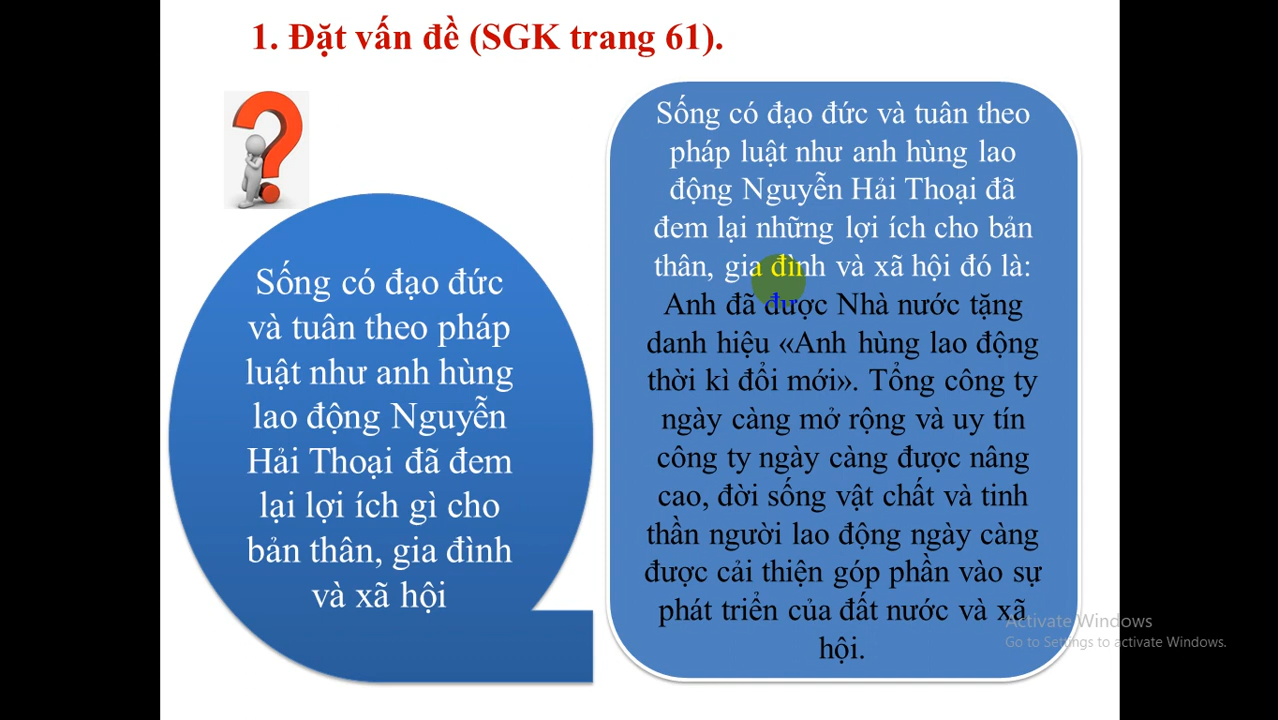 1. Đặt vấn đề (SGK trang 61).
Sống có đạo đức
và tuân theo pháp
luật như anh hùng
lao động Nguyễn
Hải Thoại đã đem
lại lợi ích gì cho
bản thân, gia đình
và xã hội
Sống có đạo đức và tuân theo
pháp luật như anh hùng lao
động Nguyễn Hải Thoại đã
đem lại những lợi ích cho bản
thân, gia đình và xã hội đó là:
Anh đã được Nhà nước tặng
danh hiệu «Anh hùng lao động
thời kì đổi mới». Tổng công ty
ngày càng mở rộng và uy tín
công ty ngày càng được nâng
cao, đời sống vật chất và tinh
thần người lao động ngày càng
được cải thiện góp phần vào sự
phát triển của đất nước và xã
hội.
Activate Windows
Go to Settings to activate Windows.